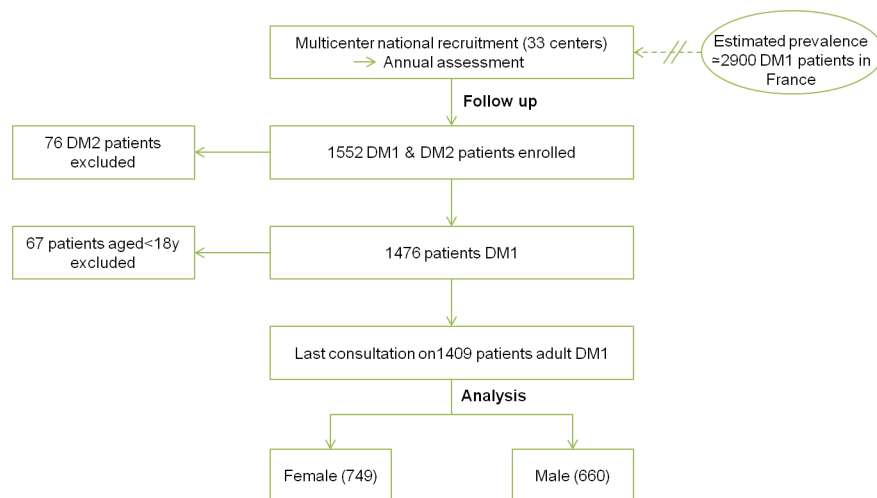 Multicenter national recruitment (33 centers)
→ Annual assessment
Estimated prevalence
≃2900 DM1 patients in
France
Follow up
76 DM2 patients
excluded
1552 DM1 & DM2 patients enrolled
67 patients aged<18y
excluded
1476 patients DM1
Last consultation on1409 patients adult DM1
Analysis
Female (749)
Male (660)